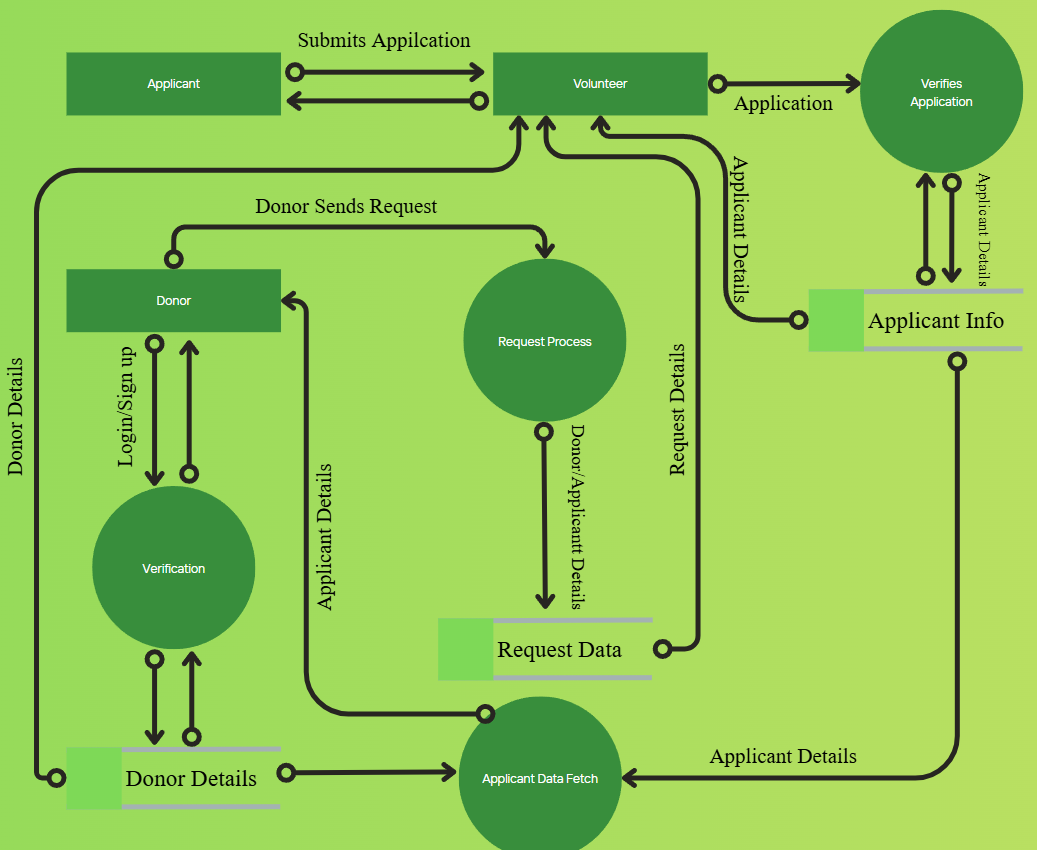 Submits Appilcation
Applicant
Volunteer
Verifies
Application
Application
Applicant Details
Applicant Details
Donor Sends Request
Donor
Request Process
Applicant Info
Donor Details
Login/Sign up
Request Details
Applicant Details
Donor/Applicantt Details
Verification
Request Data
Donor Details
Applicant Data Fetch
Applicant Details